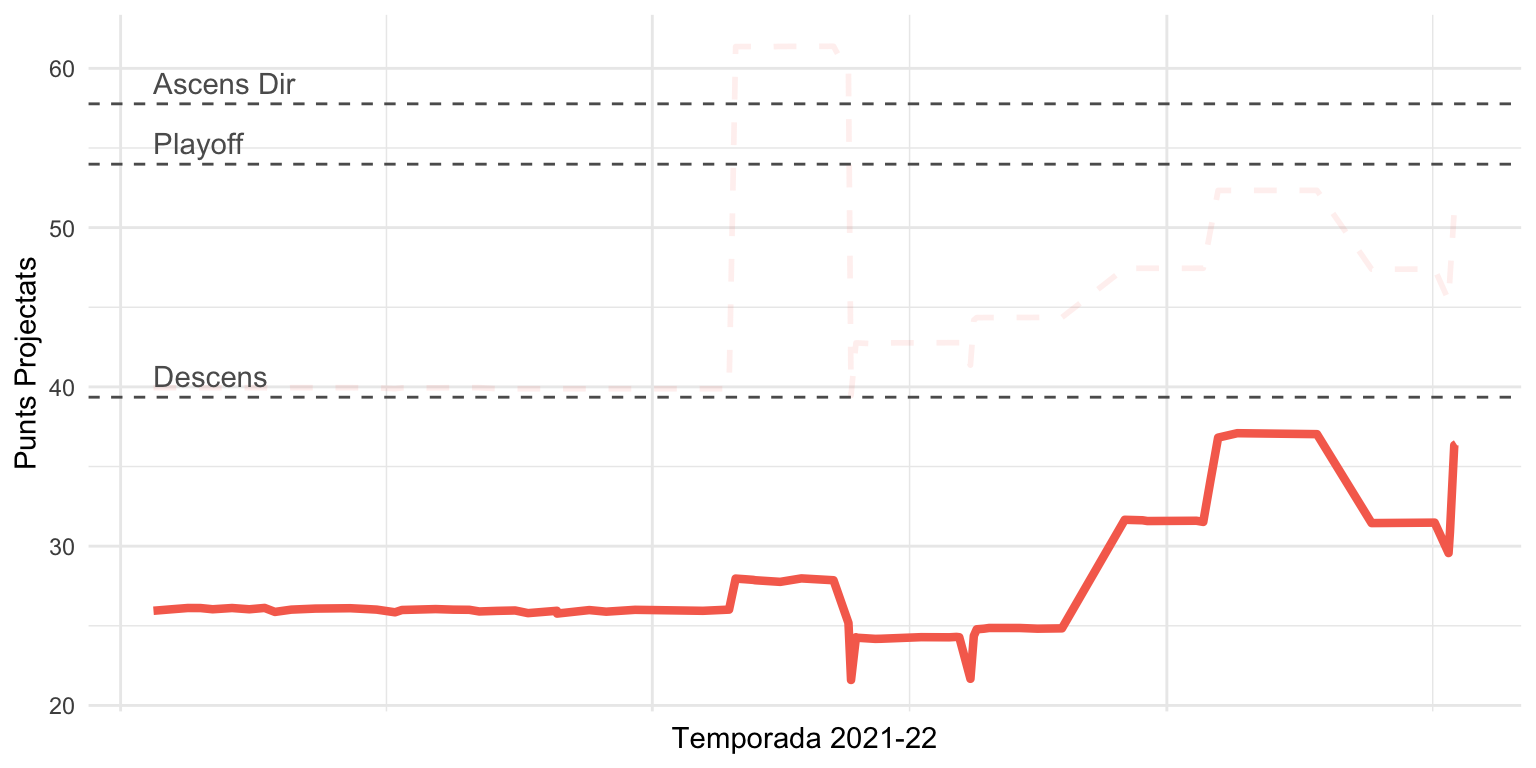 60
Ascens Dir
Playoff
50
Descens
40
30
20
Punts Projectats
Temporada 2021-22